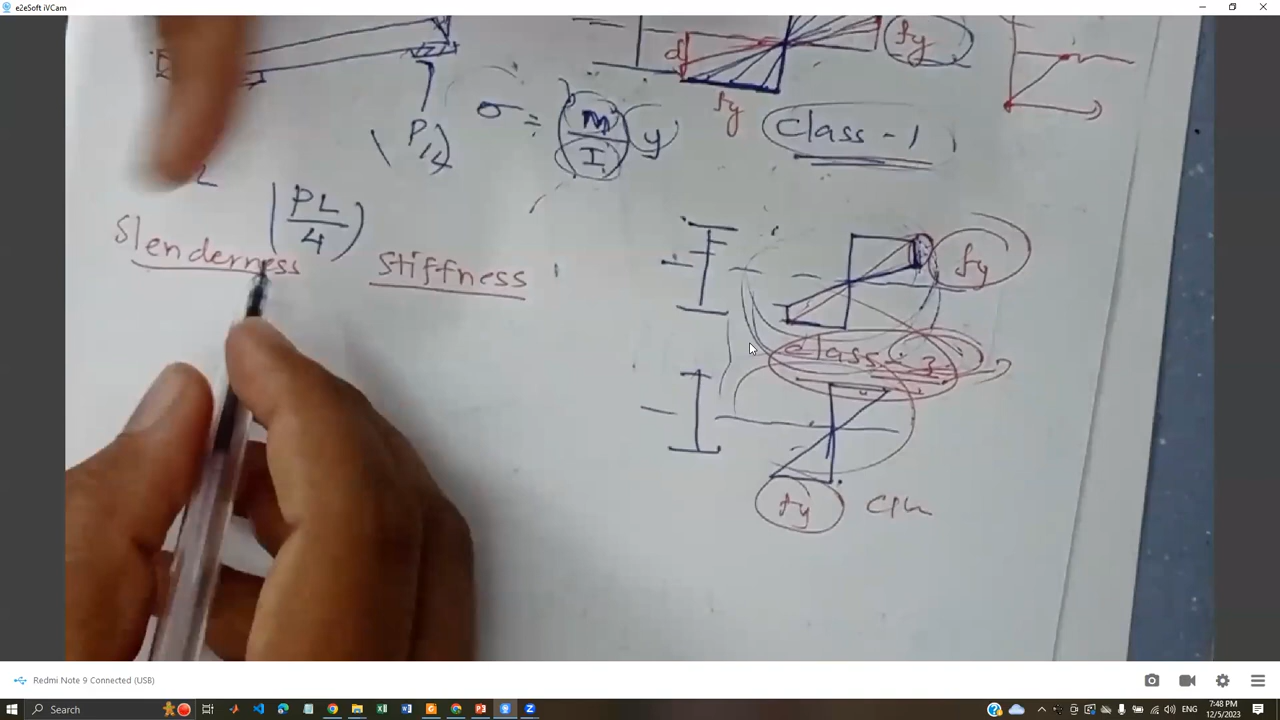 e2eSoft iVCam
fy
fy
P/2
σ = M/I y
class - 1
PL/4
Slenderness
Stiffness
fy
class - 3
fy
Redmi Note 9 Connected (USB)
Search
ENG
7:48 PM
12/5/2023